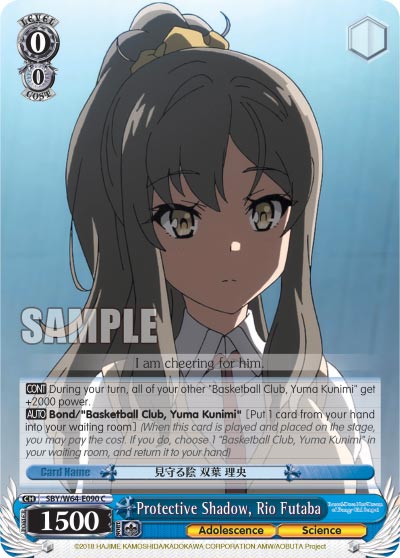 LEVEL
0
0
COST
SAMPLE
I am cheering for him.
CONT During your turn, all of your other "Basketball Club, Yuma Kunimi" get
+2000 power.
AUTO Bond/"Basketball Club, Yuma Kunimi" [Put 1 card from your hand
into your waiting room] (When this card is played and placed on the stage,
you may pay the cost. If you do, choose 1 "Basketball Club, Yuma Kunimi" in
your waiting room, and return it to your hand)
Card Name 見守る陰 双葉 理央
CH SBY/W64-E090 C
POWER 1500
Protective Shadow, Rio Futaba
Adolescence Science
©2018 HAJIME KAMOSHIDA/KADOKAWA CORPORATION AMW/AOBUTA Project